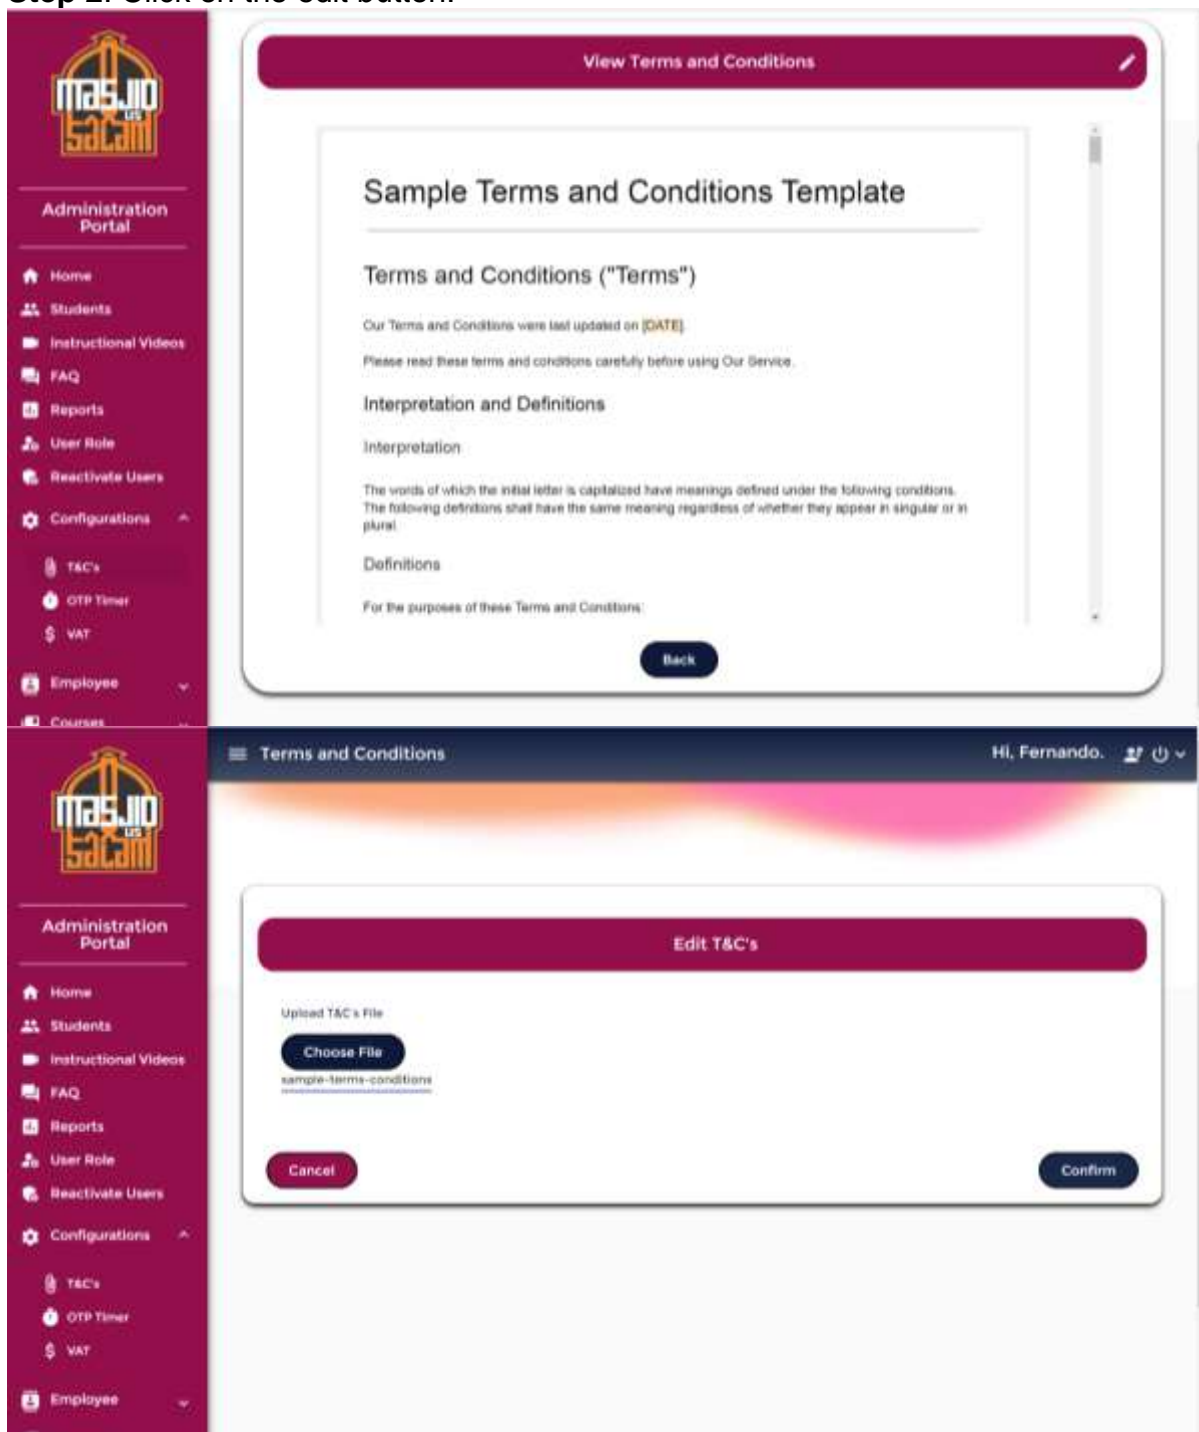 Step 2: Click on the edit button.
masjid
us
salam
Administration
Portal
Home
Students
Instructional Videos
FAQ
Reports
User Role
Reactivate Users
Configurations
T&C's
OTP Timer
$ VAT
Employee
Courses
View Terms and Conditions
Sample Terms and Conditions Template
Terms and Conditions ("Terms")
Our Terms and Conditions were last updated on [DATE].
Please read these terms and conditions carefully before using Our Service.
Interpretation and Definitions
Interpretation
The words of which the initial letter is capitalized have meanings defined under the following conditions.
The following definitions shall have the same meaning regardless of whether they appear in singular or in
plural.
Definitions
For the purposes of these Terms and Conditions:
Back
masjid
us
salam
Administration
Portal
Home
Students
Instructional Videos
FAQ
Reports
User Role
Reactivate Users
Configurations
T&C's
OTP Timer
$ VAT
Employee
Terms and Conditions
Hi, Fernando.
Edit T&C's
Upload T&C's File
Choose File
sample-terms-conditions
Cancel
Confirm